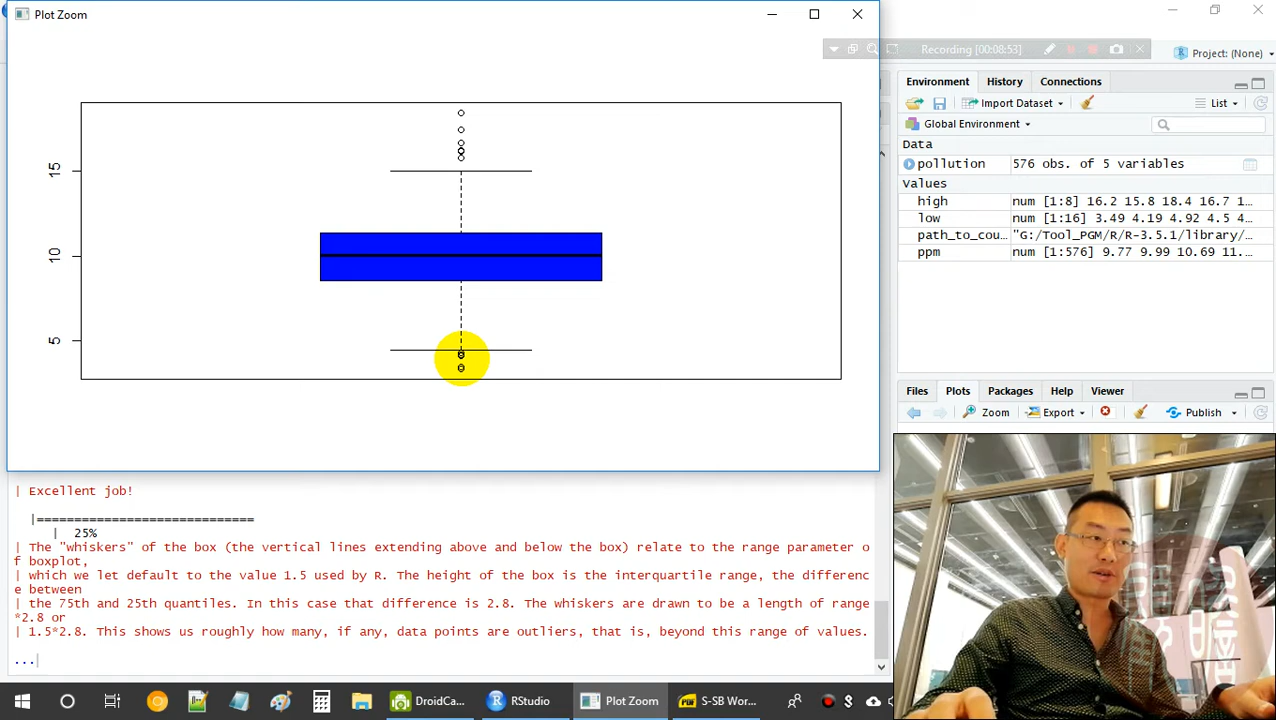 Plot Zoom
Recording [00:08:53]
Project: (None)
15
10
5
Environment History Connections
Import Dataset List
Global Environment
Data
pollution 576 obs. of 5 variables
Values
high num [1:8] 16.2 15.8 18.4 16.7 1…
low num [1:16] 3.49 4.19 4.92 4.5 4…
path_to_cou… "G:/Tool_PGM/R/R-3.5.1/library/…
ppm num [1:576] 9.77 9.99 10.69 11.…
Files Plots Packages Help Viewer
Zoom Export Publish
| Excellent job!
|============================
| 25%
| The "whiskers" of the box (the vertical lines extending above and below the box) relate to the range parameter o
f boxplot,
| which we let default to the value 1.5 used by R. The height of the box is the interquartile range, the differenc
e between
| the 75th and 25th quantiles. In this case that difference is 2.8. The whiskers are drawn to be a length of range
*2.8 or
| 1.5*2.8. This shows us roughly how many, if any, data points are outliers, that is, beyond this range of values.
...
DroidCa... RStudio Plot Zoom S-SB Wor...